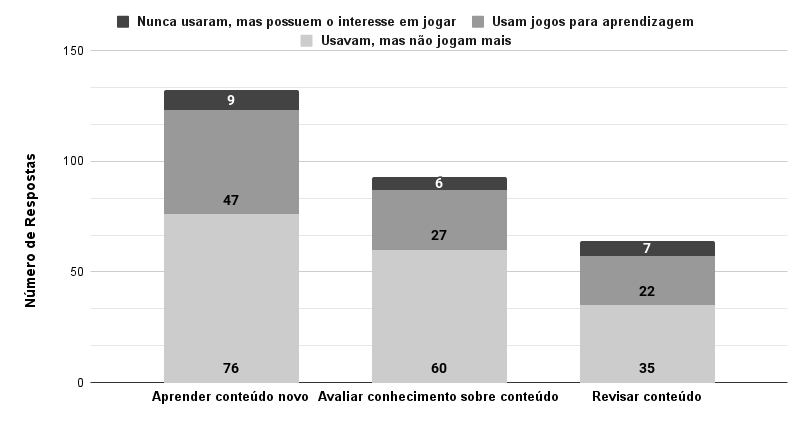 Nunca usaram, mas possuem o interesse em jogar
Usam jogos para aprendizagem
Usavam, mas não jogam mais
150
100
50
0
Número de Respostas
9
47
76
6
27
60
7
22
35
Aprender conteúdo novo
Avaliar conhecimento sobre conteúdo
Revisar conteúdo